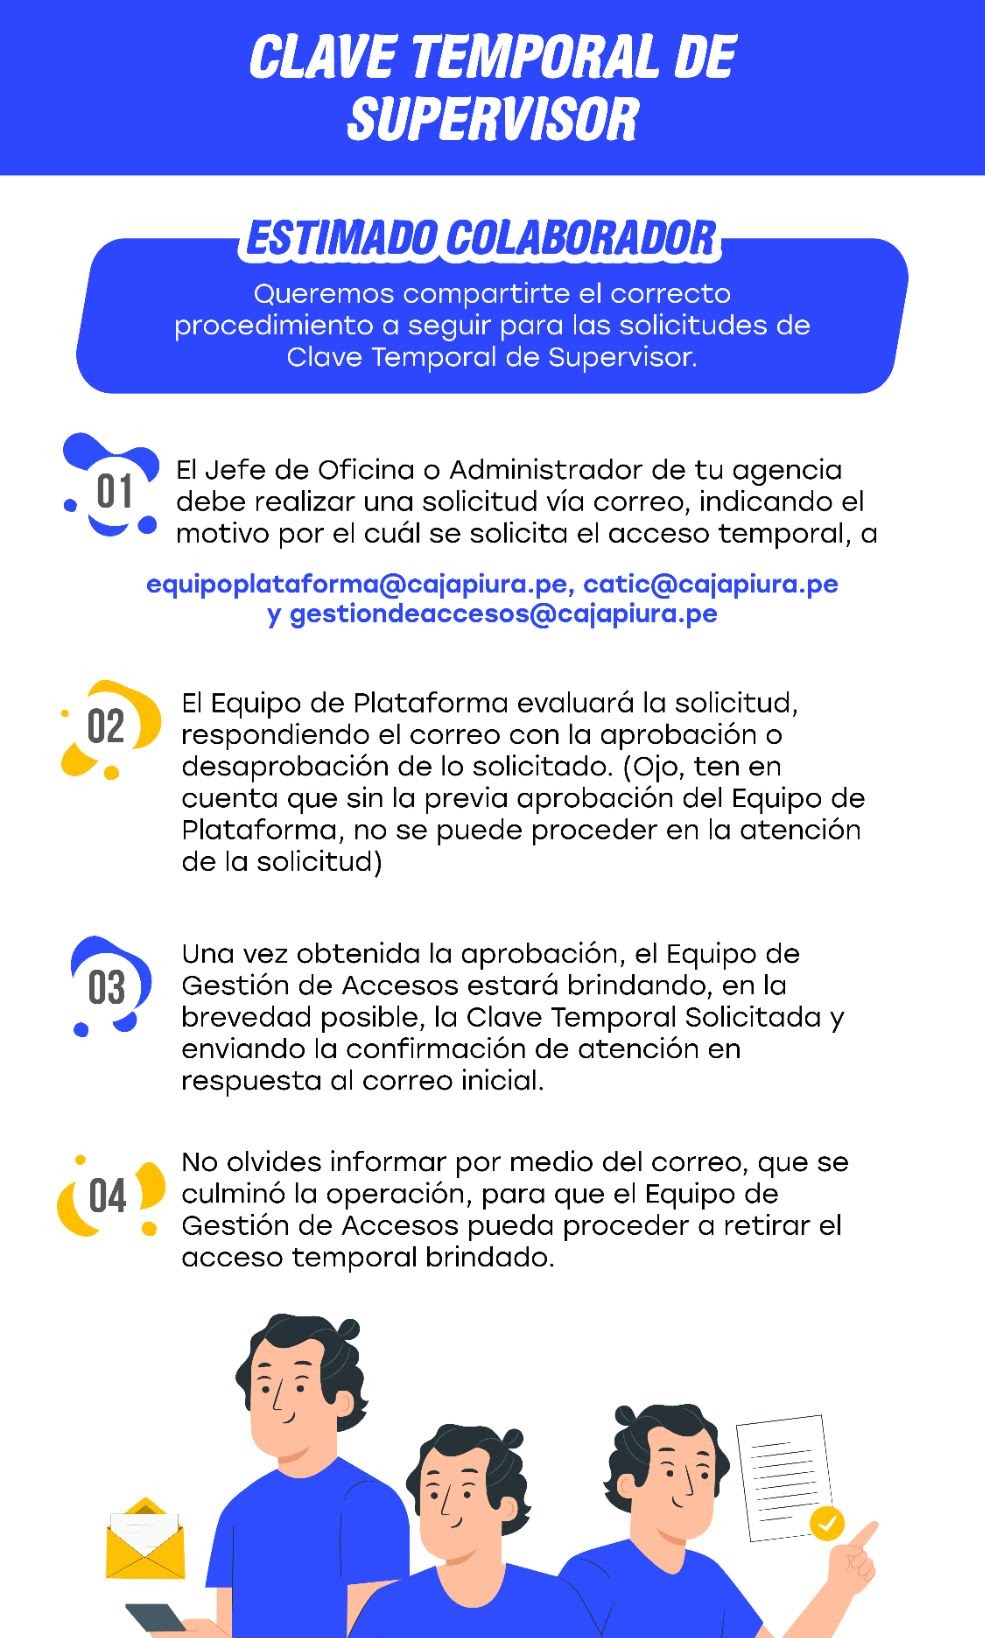 CLAVE TEMPORAL DE
SUPERVISOR
ESTIMADO COLABORADOR
Queremos compartirte el correcto
procedimiento a seguir para las solicitudes de
Clave Temporal de Supervisor.
01
El Jefe de Oficina o Administrador de tu agencia
debe realizar una solicitud vía correo, indicando el
motivo por el cuál se solicita el acceso temporal, a
equipoplataforma@cajapiura.pe, catic@cajapiura.pe
y gestiondeaccesos@cajapiura.pe
02
El Equipo de Plataforma evaluará la solicitud,
respondiendo el correo con la aprobación o
desaprobación de lo solicitado. (Ojo, ten en
cuenta que sin la previa aprobación del Equipo de
Plataforma, no se puede proceder en la atención
de la solicitud)
03
Una vez obtenida la aprobación, el Equipo de
Gestión de Accesos estará brindando, en la
brevedad posible, la Clave Temporal Solicitada y
enviando la confirmación de atención en
respuesta al correo inicial.
04
No olvides informar por medio del correo, que se
culminó la operación, para que el Equipo de
Gestión de Accesos pueda proceder a retirar el
acceso temporal brindado.